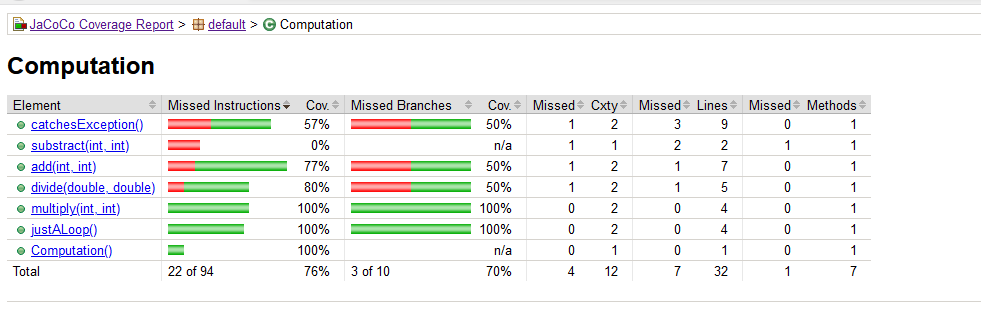 JaCoCo Coverage Report > default > Computation
Computation
Element Missed Instructions Cov. Missed Branches Cov. Missed Cxty Missed Lines Missed Methods
catchesException() 57% 50% 1 2 3 9 0 1
substract(int, int) 0% n/a 1 1 2 2 1 1
add(int, int) 77% 50% 1 2 1 7 0 1
divide(double, double) 80% 50% 1 2 1 5 0 1
multiply(int, int) 100% 100% 0 2 0 4 0 1
justALoop() 100% 100% 0 2 0 4 0 1
Computation() 100% n/a 0 1 0 1 0 1
Total 22 of 94 76% 3 of 10 70% 4 12 7 32 1 7